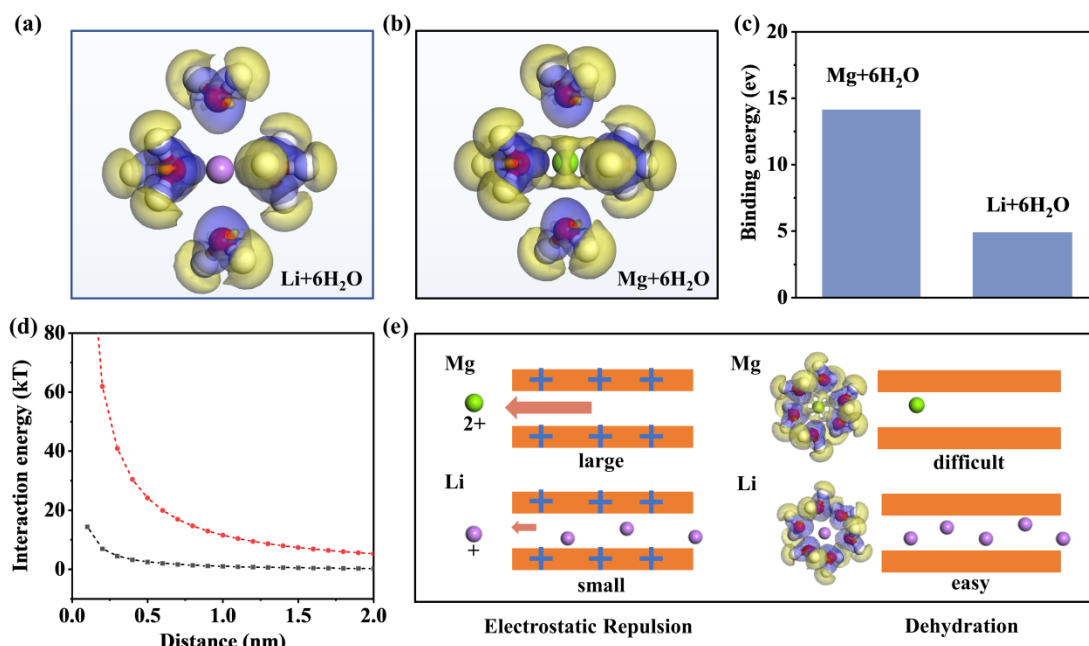 (a)
Li+6H₂O
(b)
Mg+6H₂O
(c)
Binding energy (ev)
20
15
10
5
0
Mg+6H₂O
Li+6H₂O
(d)
Interaction energy (kT)
80
60
40
20
0
0.0 0.5 1.0 1.5 2.0
Distance (nm)
(e)
Mg
2+
large
Li
+
small
Electrostatic Repulsion
Mg
difficult
Li
easy
Dehydration